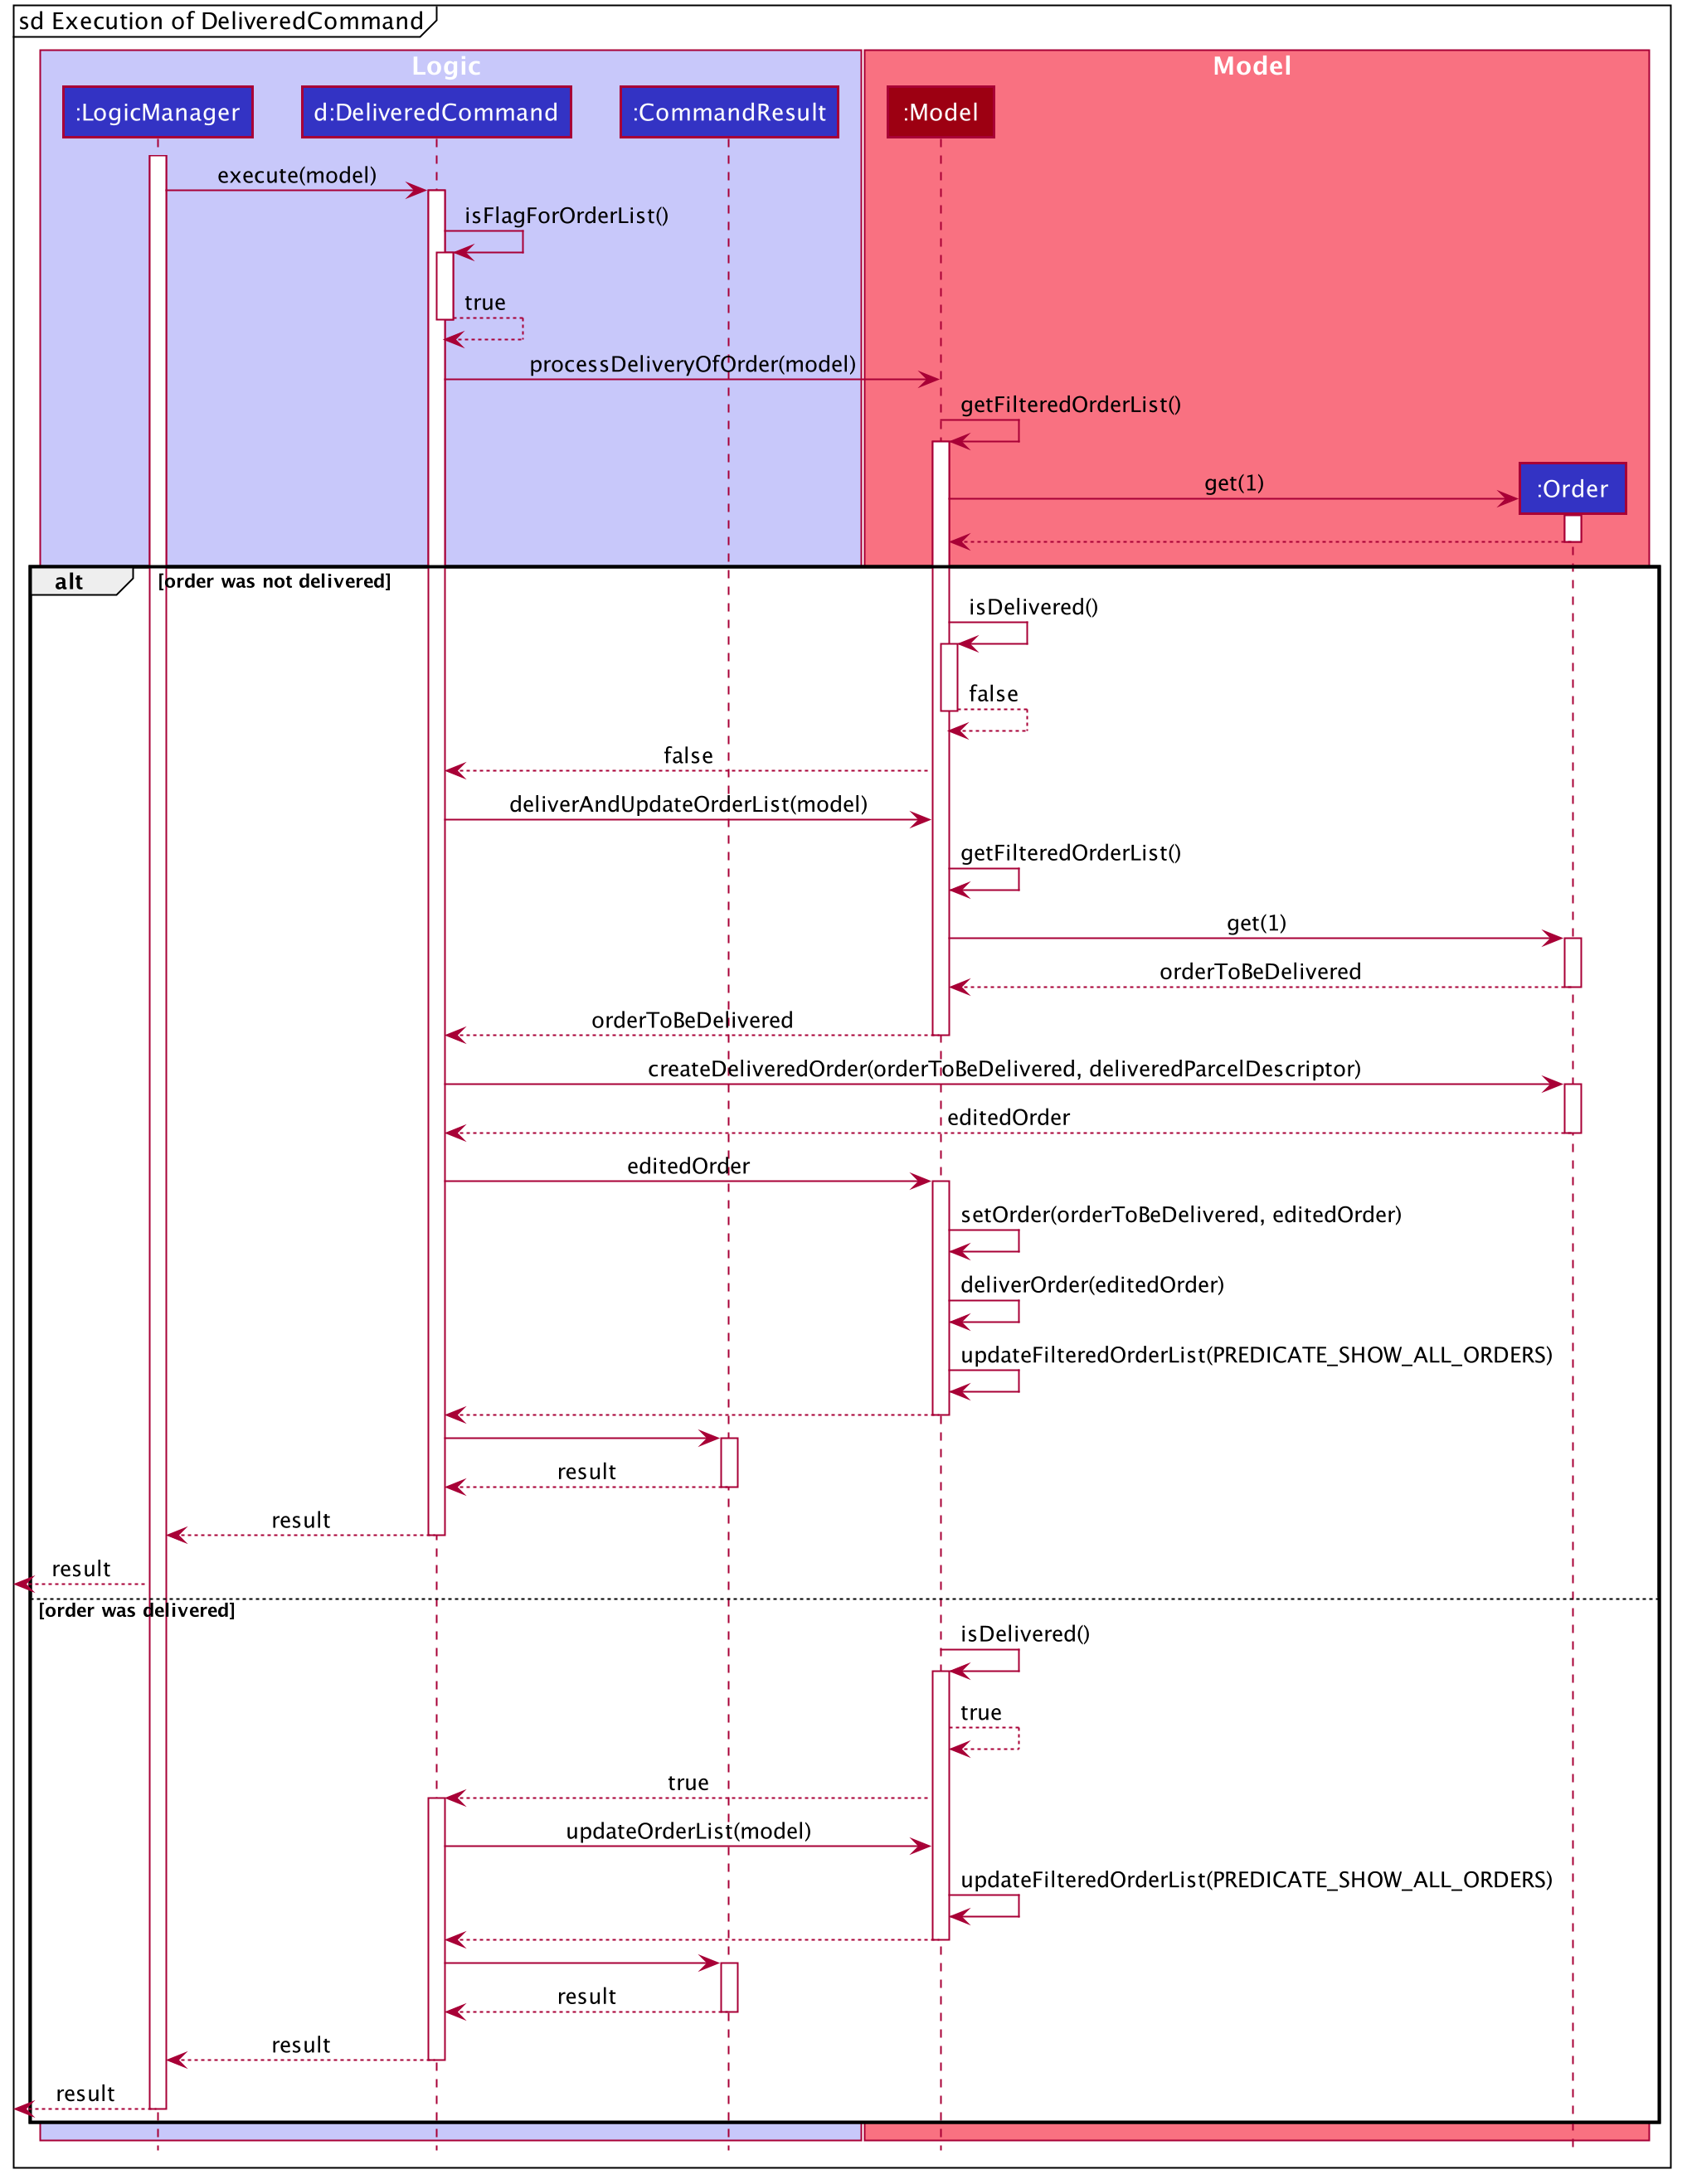 sd Execution of DeliveredCommand
Logic
Model
:LogicManager
d:DeliveredCommand
:CommandResult
:Model
execute(model)
isFlagForOrderList()
true
processDeliveryOfOrder(model)
getFilteredOrderList()
get(1)
:Order
alt
[order was not delivered]
isDelivered()
false
false
deliverAndUpdateOrderList(model)
getFilteredOrderList()
get(1)
orderToBeDelivered
orderToBeDelivered
createDeliveredOrder(orderToBeDelivered, deliveredParcelDescriptor)
editedOrder
editedOrder
setOrder(orderToBeDelivered, editedOrder)
deliverOrder(editedOrder)
updateFilteredOrderList(PREDICATE_SHOW_ALL_ORDERS)
result
result
result
[order was delivered]
isDelivered()
true
true
updateOrderList(model)
updateFilteredOrderList(PREDICATE_SHOW_ALL_ORDERS)
result
result
result